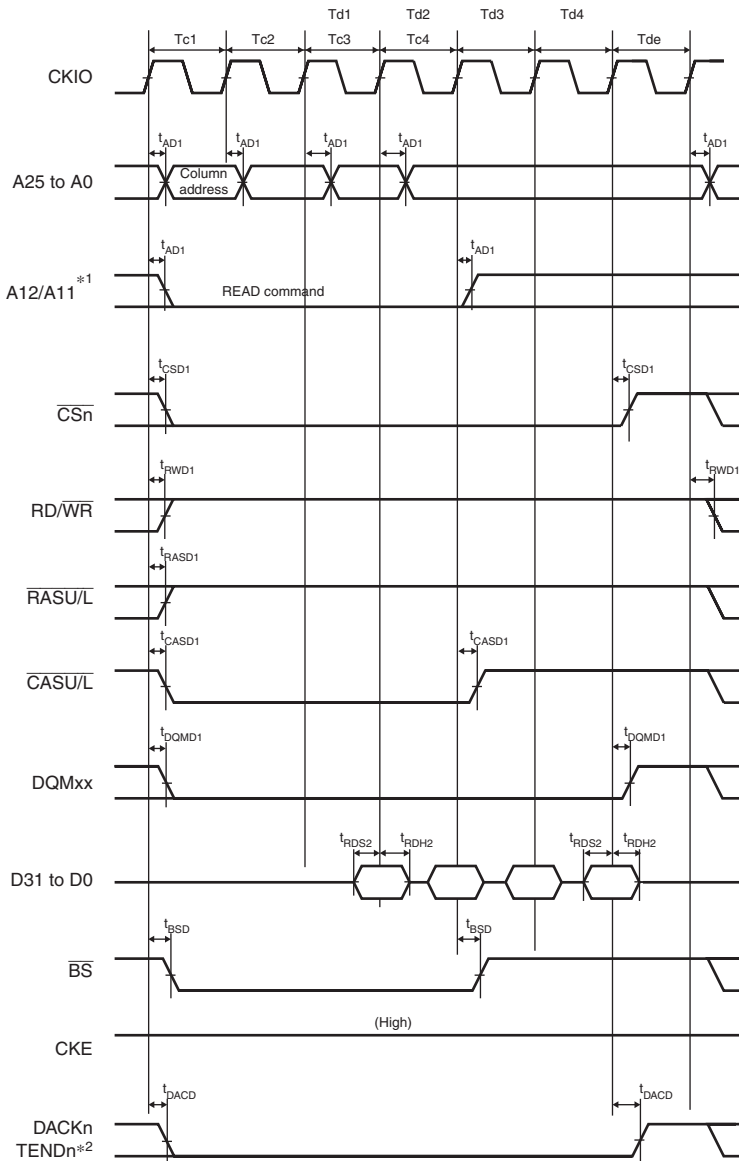 Td1 Td2 Td3 Td4
Tc1 Tc2 Tc3 Tc4 Tde
CKIO
tAD1 tAD1 tAD1 tAD1 tAD1
A25 to A0
Column
address
tAD1 tAD1
A12/A11*1
READ command
tCSD1 tCSD1
CSn
tRWD1 tRWD1
RD/WR
tRASD1
RASU/L
tCASD1 tCASD1
CASU/L
tDQMD1 tDQMD1
DQMxx
tRDS2 tRDH2 tRDS2 tRDH2
D31 to D0
tBSD tBSD
BS
(High)
CKE
tDACD tDACD
DACKn
TENDn*2